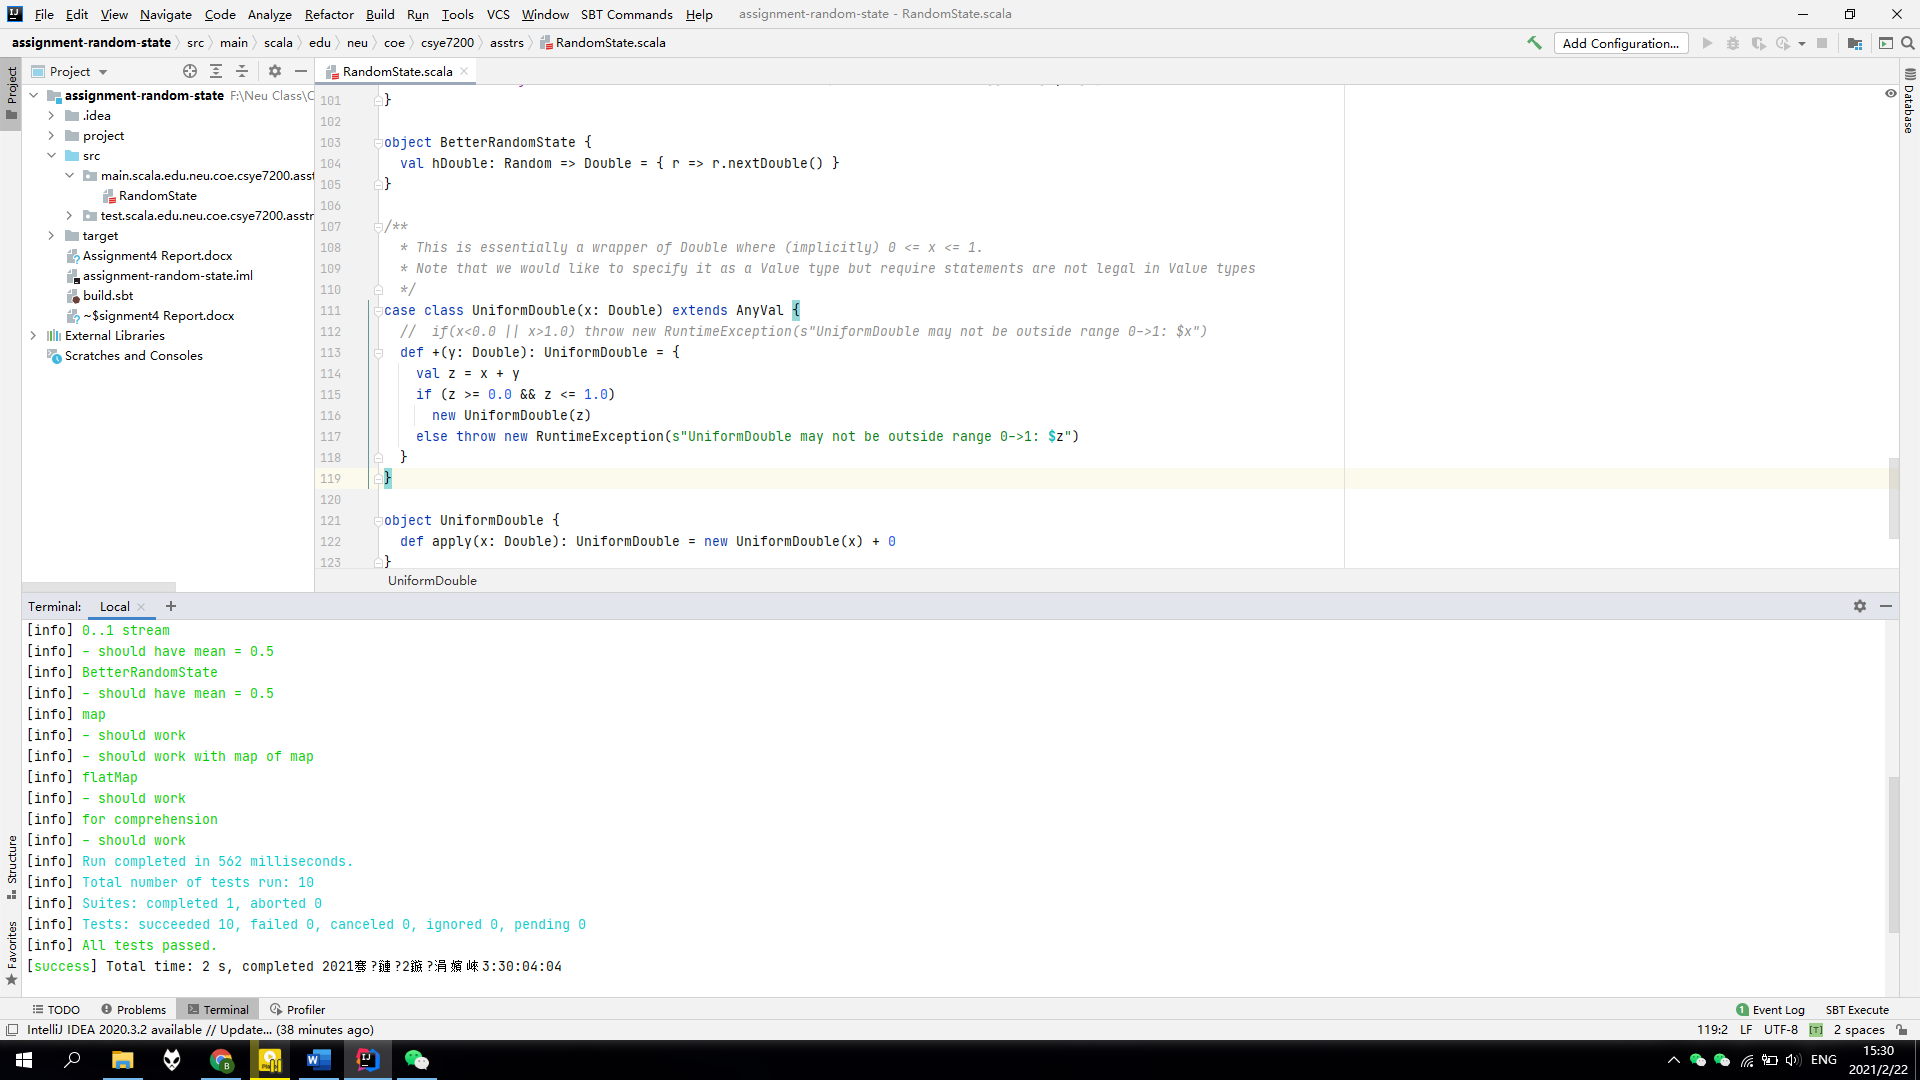 File Edit View Navigate Code Analyze Refactor Build Run Tools VCS Window SBT Commands Help assignment-random-state - RandomState.scala
assignment-random-state src main scala edu neu coe csye7200 asstrs RandomState.scala Add Configuration...
Project RandomState.scala
assignment-random-state F:\Neu Class\C
.idea
project
src
main.scala.edu.neu.coe.csye7200.asst
RandomState
test.scala.edu.neu.coe.csye7200.asstr
target
Assignment4 Report.docx
assignment-random-state.iml
build.sbt
~$signment4 Report.docx
External Libraries
Scratches and Consoles
Project
Structure
Favorites
Database
101 }
102
103 object BetterRandomState {
104 val hDouble: Random => Double = { r => r.nextDouble() }
105 }
106
107 /**
108 * This is essentially a wrapper of Double where (implicitly) 0 <= x <= 1.
109 * Note that we would like to specify it as a Value type but require statements are not legal in Value types
110 */
111 case class UniformDouble(x: Double) extends AnyVal {
112 // if(x<0.0 || x>1.0) throw new RuntimeException(s"UniformDouble may not be outside range 0->1: $x")
113 def +(y: Double): UniformDouble = {
114 val z = x + y
115 if (z >= 0.0 && z <= 1.0)
116 new UniformDouble(z)
117 else throw new RuntimeException(s"UniformDouble may not be outside range 0->1: $z")
118 }
119 }
120
121 object UniformDouble {
122 def apply(x: Double): UniformDouble = new UniformDouble(x) + 0
123 }
UniformDouble
Terminal: Local +
[info] 0..1 stream
[info] - should have mean = 0.5
[info] BetterRandomState
[info] - should have mean = 0.5
[info] map
[info] - should work
[info] - should work with map of map
[info] flatMap
[info] - should work
[info] for comprehension
[info] - should work
[info] Run completed in 562 milliseconds.
[info] Total number of tests run: 10
[info] Suites: completed 1, aborted 0
[info] Tests: succeeded 10, failed 0, canceled 0, ignored 0, pending 0
[info] All tests passed.
[success] Total time: 2 s, completed 2021 3:30:04:04
TODO Problems Terminal Profiler 1 Event Log SBT Execute
IntelliJ IDEA 2020.3.2 available // Update... (38 minutes ago) 119:2 LF UTF-8 [T] 2 spaces
ENG 15:30
2021/2/22